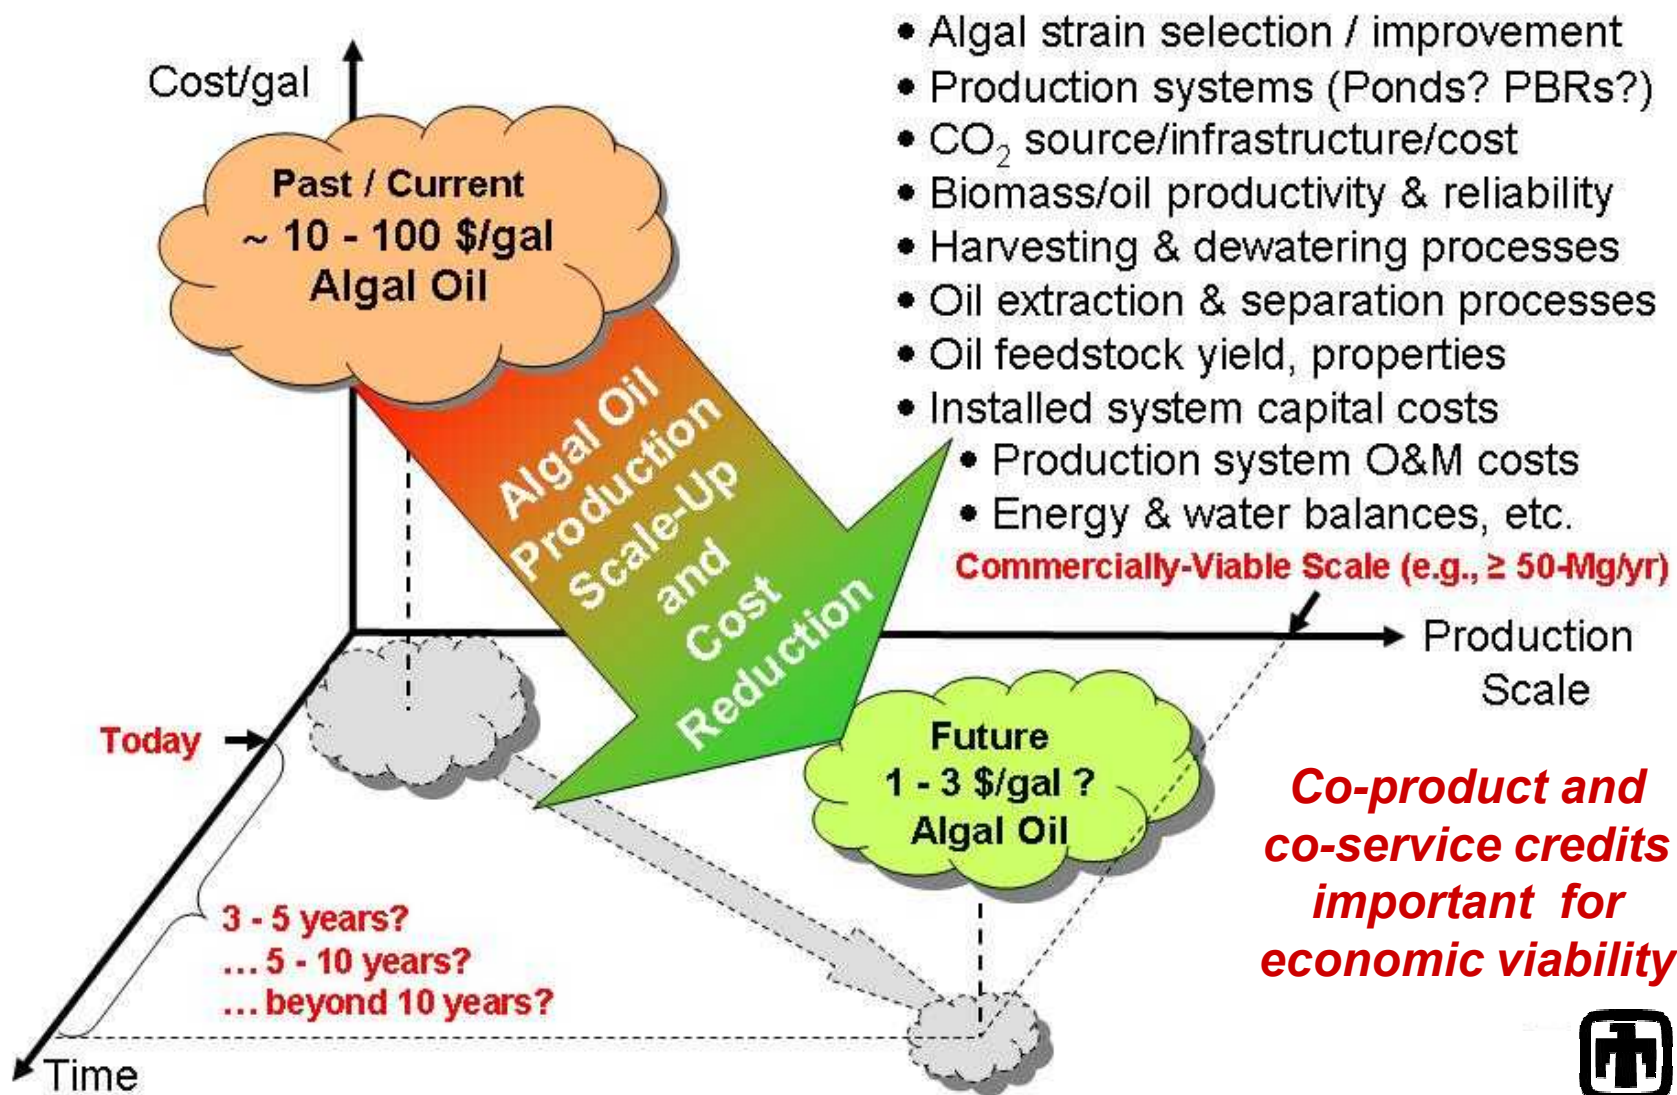 Cost/gal
Past / Current
~ 10 - 100 $/gal
Algal Oil
• Algal strain selection / improvement
• Production systems (Ponds? PBRs?)
• CO₂ source/infrastructure/cost
• Biomass/oil productivity & reliability
• Harvesting & dewatering processes
• Oil extraction & separation processes
• Oil feedstock yield, properties
• Installed system capital costs
• Production system O&M costs
• Energy & water balances, etc.
Commercially-Viable Scale (e.g., ≥ 50-Mg/yr)
Algal Oil
Production
Scale-Up
and
Cost
Reduction
Production
Scale
Today
Future
1 - 3 $/gal ?
Algal Oil
Co-product and
co-service credits
important for
economic viability
3 - 5 years?
... 5 - 10 years?
... beyond 10 years?
Time